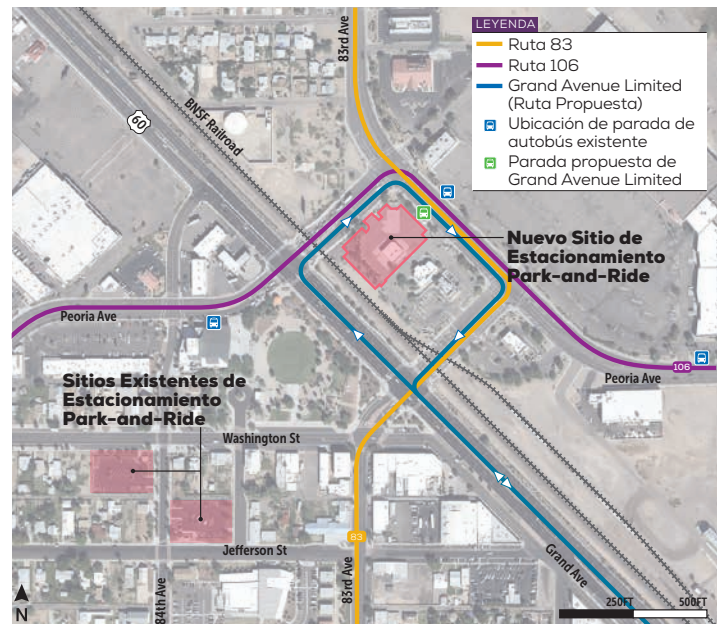 LEYENDA
Ruta 83
Ruta 106
Grand Avenue Limited
(Ruta Propuesta)
Ubicación de parada de
autobús existente
Parada propuesta de
Grand Avenue Limited
83rd Ave
60
BNSF Railroad
Nuevo Sitio de
Estacionamiento
Park-and-Ride
Peoria Ave
106
Peoria Ave
Sitios Existentes de
Estacionamiento
Park-and-Ride
Washington St
83
Jefferson St
Grand Ave
84th Ave
83rd Ave
N
250FT
500FT